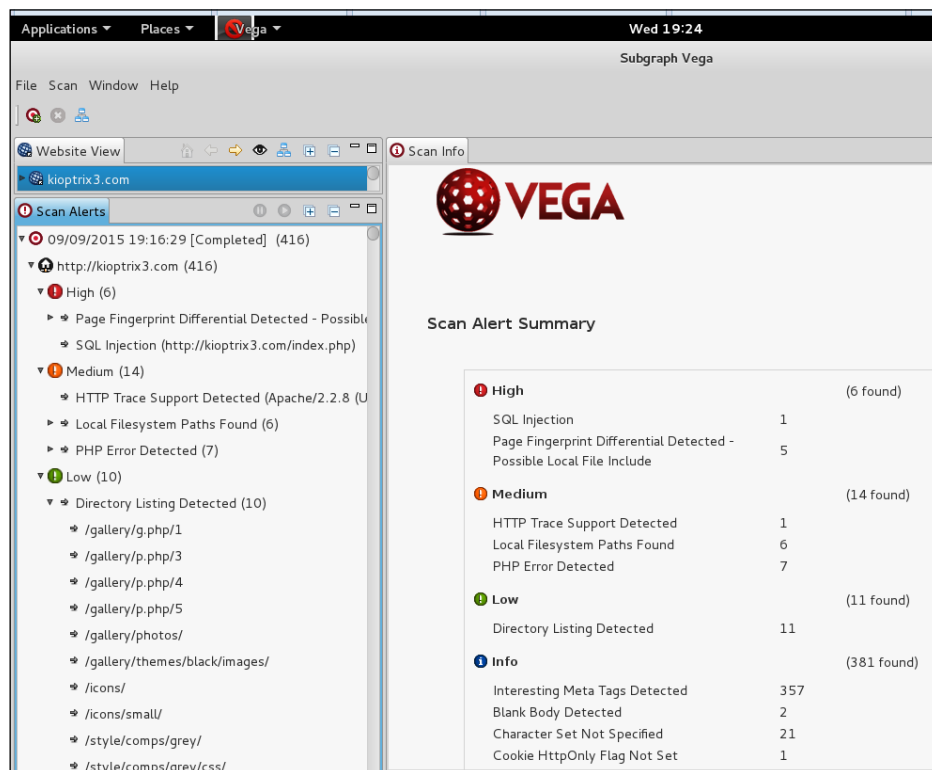 Applications Places Vega Wed 19:24
Subgraph Vega
File Scan Window Help
Website View
kioptrix3.com
Scan Alerts
09/09/2015 19:16:29 [Completed] (416)
http://kioptrix3.com (416)
High (6)
Page Fingerprint Differential Detected - Possible
SQL Injection (http://kioptrix3.com/index.php)
Medium (14)
HTTP Trace Support Detected (Apache/2.2.8 (U
Local Filesystem Paths Found (6)
PHP Error Detected (7)
Low (10)
Directory Listing Detected (10)
/gallery/g.php/1
/gallery/p.php/3
/gallery/p.php/4
/gallery/p.php/5
/gallery/photos/
/gallery/themes/black/images/
/icons/
/icons/small/
/style/comps/grey/
/style/comps/grey/css/
Scan Info
VEGA
Scan Alert Summary
High (6 found)
SQL Injection 1
Page Fingerprint Differential Detected -
Possible Local File Include 5
Medium (14 found)
HTTP Trace Support Detected 1
Local Filesystem Paths Found 6
PHP Error Detected 7
Low (11 found)
Directory Listing Detected 11
Info (381 found)
Interesting Meta Tags Detected 357
Blank Body Detected 2
Character Set Not Specified 21
Cookie HttpOnly Flag Not Set 1